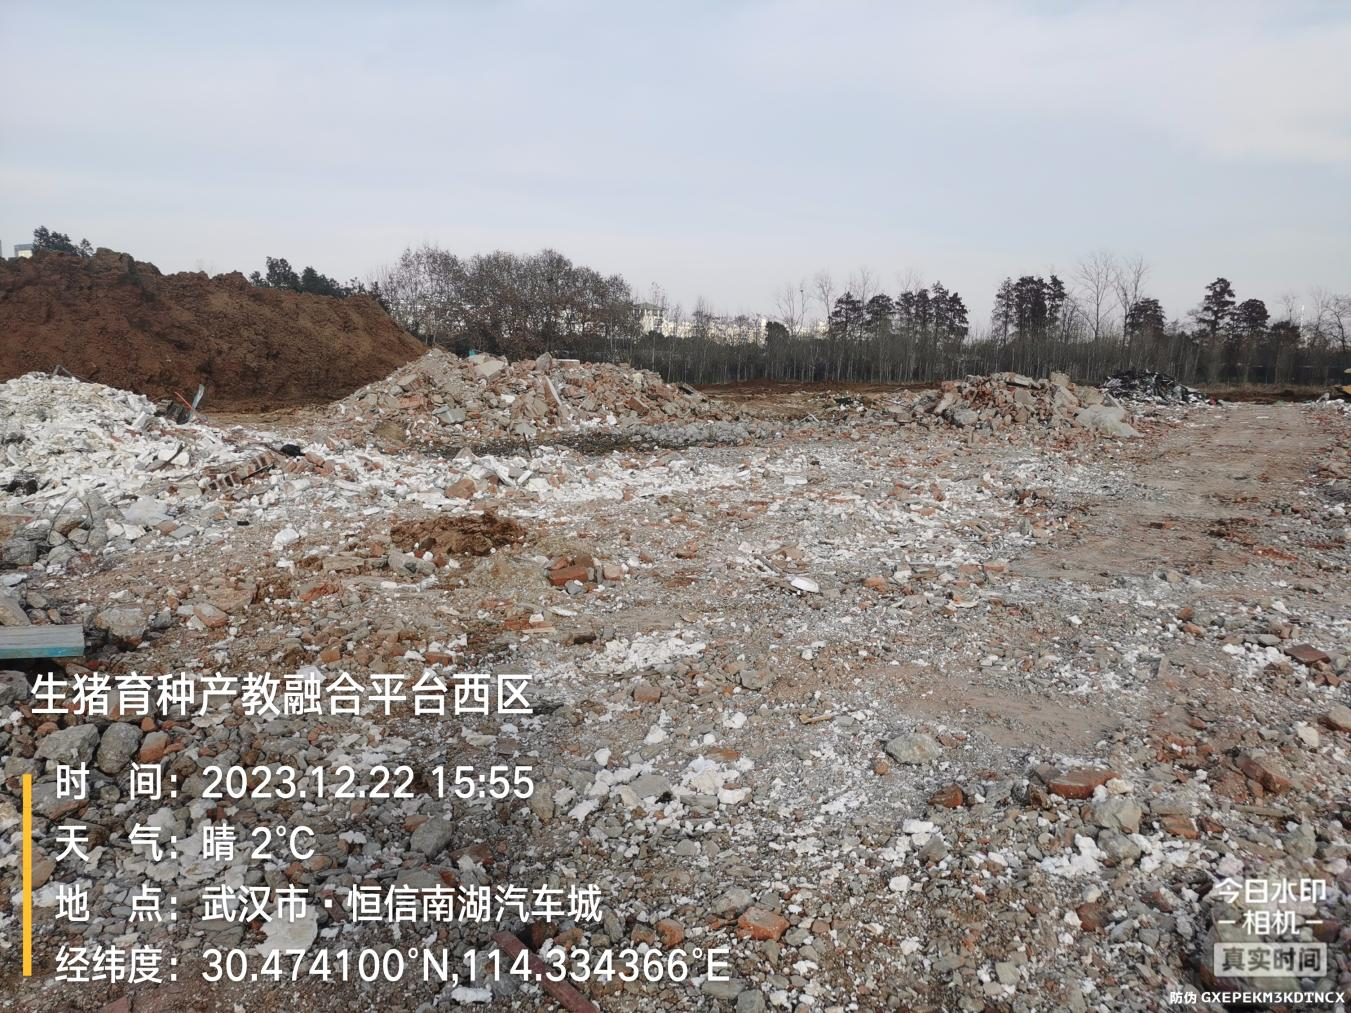 生猪育种产教融合平台西区
时 间：2023.12.22 15:55
天 气：晴 2℃
地 点：武汉市·恒信南湖汽车城
经纬度：30.474100°N,114.334366°E
今日水印
相机
真实时间
防伪 GXEPEKM3KDTNCX